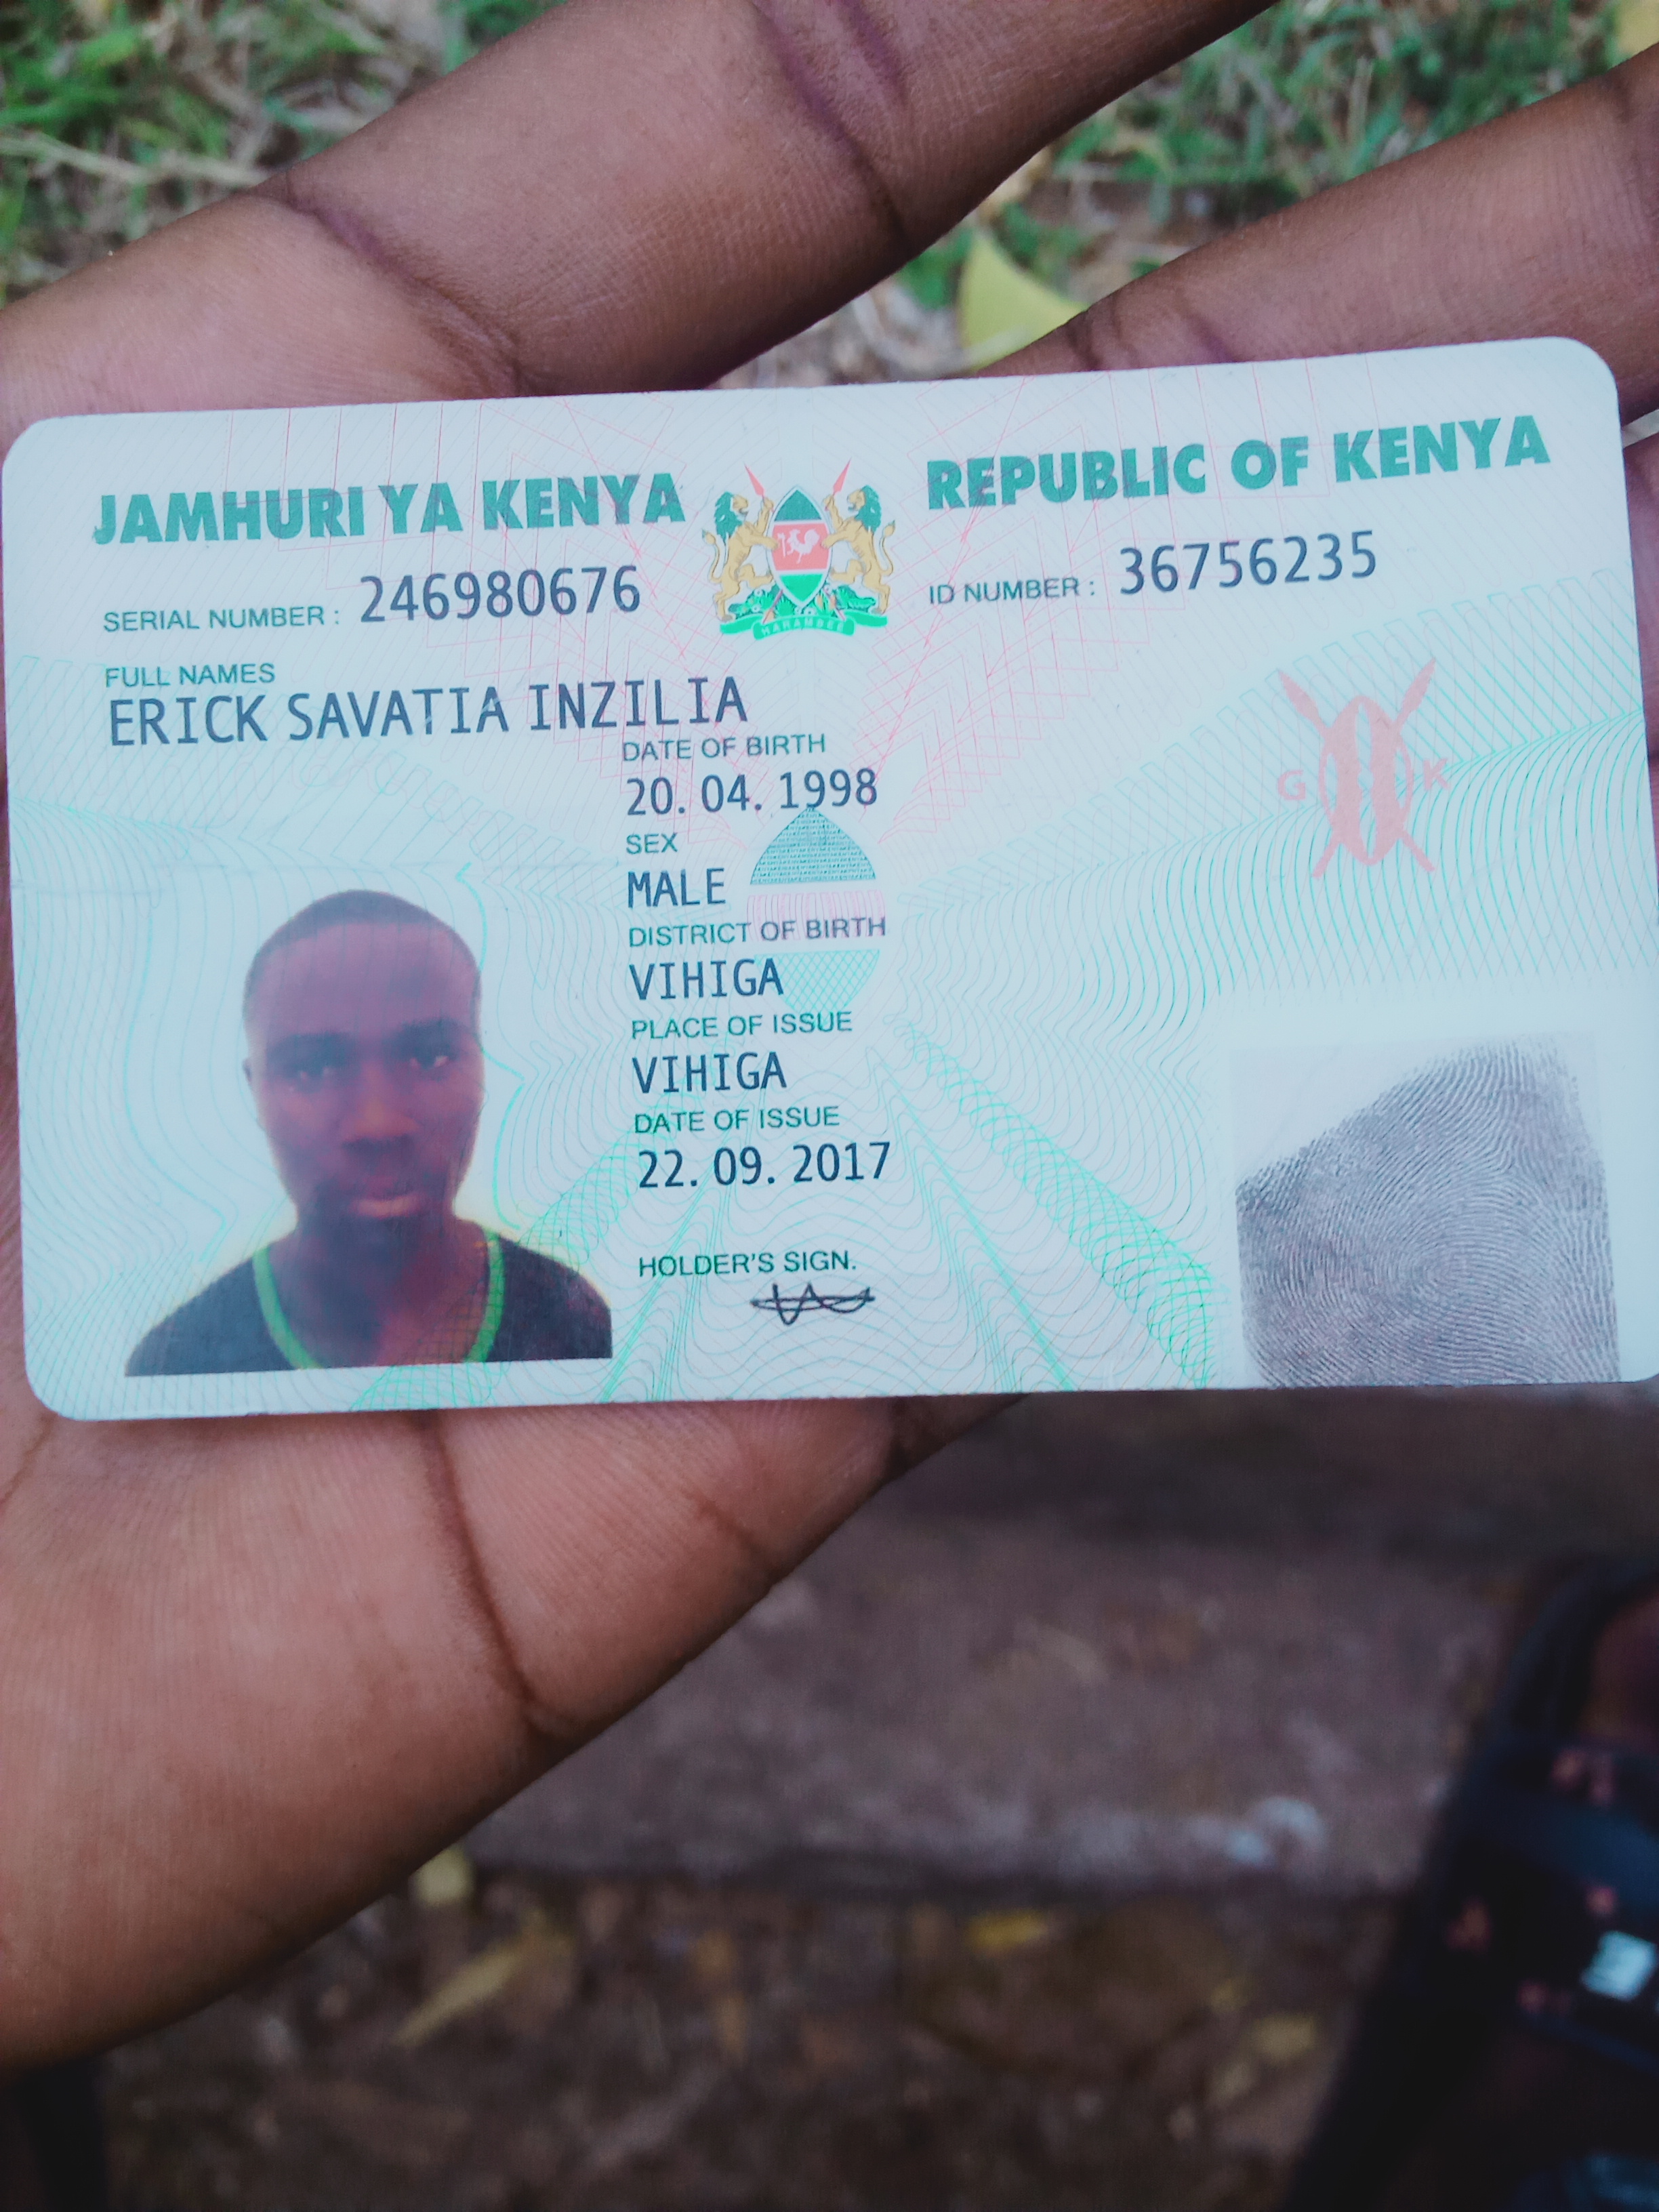 JAMHURI YA KENYA
REPUBLIC OF KENYA
SERIAL NUMBER : 246980676
ID NUMBER : 36756235
HARAMBEE
FULL NAMES
ERICK SAVATIA INZILIA
DATE OF BIRTH
20. 04. 1998
SEX
MALE
DISTRICT OF BIRTH
VIHIGA
PLACE OF ISSUE
VIHIGA
DATE OF ISSUE
22. 09. 2017
HOLDER'S SIGN.
G K